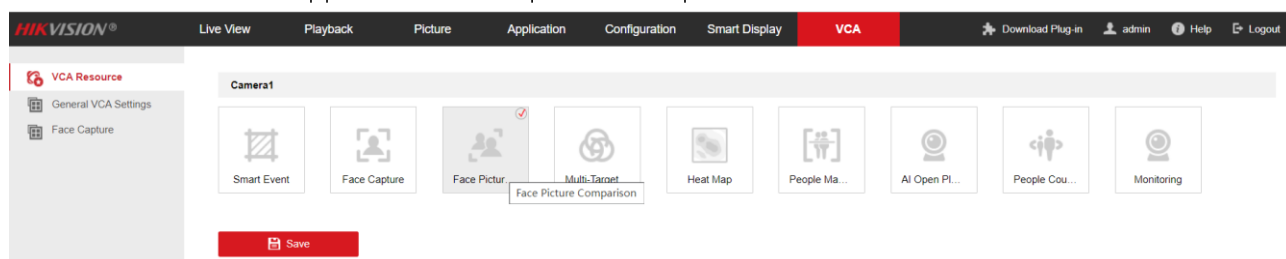 HIKVISION® Live View Playback Picture Application Configuration Smart Display VCA Download Plug-in admin Help Logout
VCA Resource
General VCA Settings
Face Capture
Camera1
Smart Event Face Capture Face Pictur... Multi-Target Heat Map People Ma... AI Open Pl... People Cou... Monitoring
Face Picture Comparison
Save